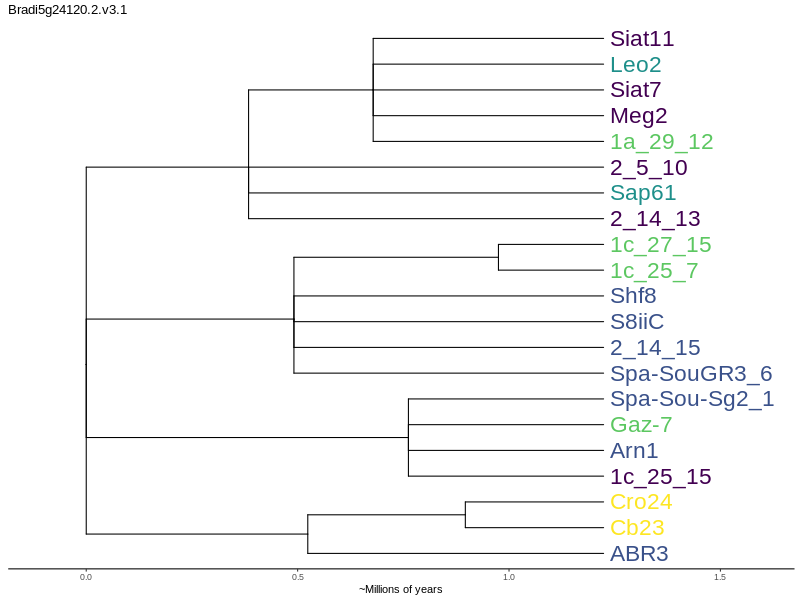 Bradi5g24120.2.v3.1
Siat11
Leo2
Siat7
Meg2
1a_29_12
2_5_10
Sap61
2_14_13
1c_27_15
1c_25_7
Shf8
S8iiC
2_14_15
Spa-SouGR3_6
Spa-Sou-Sg2_1
Gaz-7
Arn1
1c_25_15
Cro24
Cb23
ABR3
0.0 0.5 1.0 1.5
~Millions of years